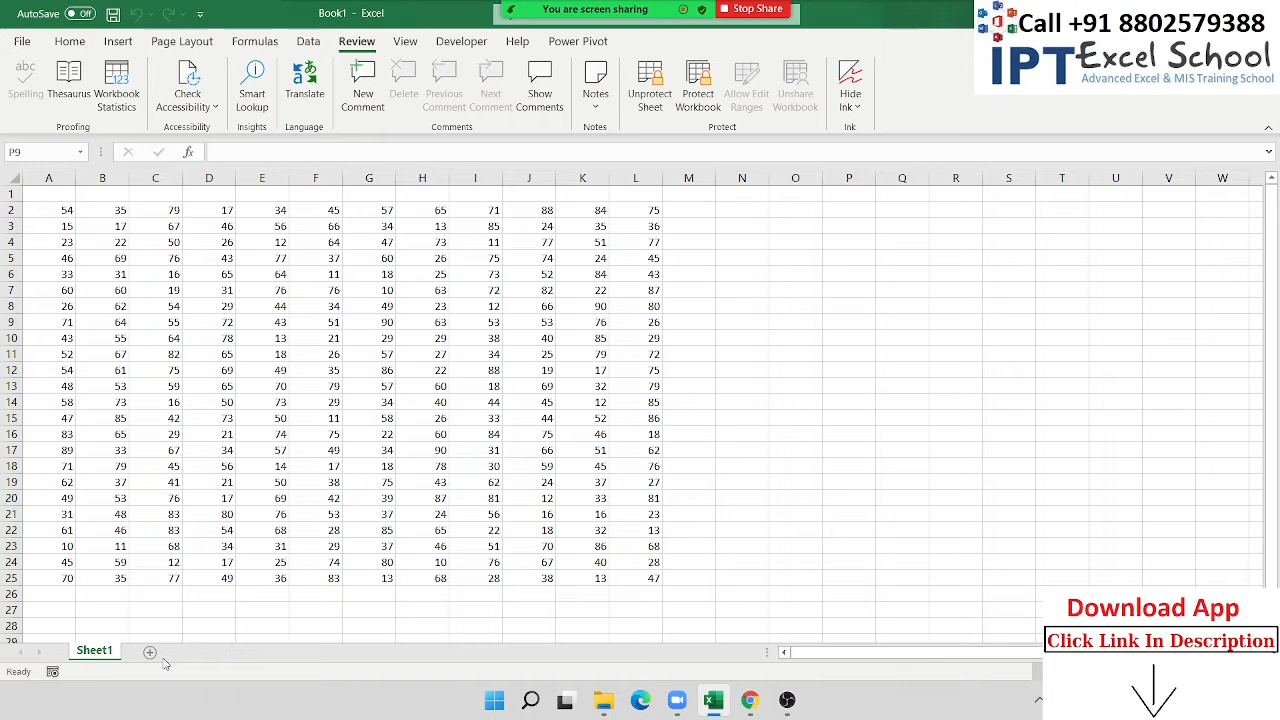 AutoSave Off Book1 - Excel You are screen sharing Stop Share
Call +91 8802579388
IPT Excel School
Advanced Excel & MIS Training School
File Home Insert Page Layout Formulas Data Review View Developer Help Power Pivot
Spelling Thesaurus Workbook Statistics Check Accessibility Smart Lookup Translate New Comment Delete Previous Comment Next Comment Show Comments Notes Unprotect Sheet Protect Workbook Allow Edit Ranges Unshare Workbook Hide Ink
Proofing Accessibility Insights Language Comments Notes Protect Ink
P9 fx
A B C D E F G H I J K L M N O P Q R S T U V W
1
2 54 35 79 17 34 45 57 65 71 88 84 75
3 15 17 67 46 56 66 34 13 85 24 35 36
4 23 22 50 26 12 64 47 73 11 77 51 77
5 46 69 76 43 77 37 60 26 75 74 24 45
6 33 31 16 65 64 11 18 25 73 52 84 43
7 60 60 19 31 76 76 10 63 72 82 22 87
8 26 62 54 29 44 34 49 23 12 66 90 80
9 71 64 55 72 43 51 90 63 53 53 76 26
10 43 55 64 78 13 21 29 29 38 40 85 29
11 52 67 82 65 18 26 57 27 34 25 79 72
12 54 61 75 69 49 35 86 22 88 19 17 75
13 48 53 59 65 70 79 57 60 18 69 32 79
14 58 73 16 50 73 29 34 40 44 45 12 85
15 47 85 42 73 50 11 58 26 33 44 52 86
16 83 65 29 21 74 75 22 60 84 75 46 18
17 89 33 67 34 57 49 34 90 31 66 51 62
18 71 79 45 56 14 17 18 78 30 59 45 76
19 62 37 41 21 50 38 75 43 62 24 37 27
20 49 53 76 17 69 42 39 87 81 12 33 81
21 31 48 83 80 76 53 37 24 56 16 16 23
22 61 46 83 54 68 28 85 65 22 18 32 13
23 10 11 68 34 31 29 37 46 51 70 86 68
24 45 59 12 17 25 74 80 10 76 67 40 28
25 70 35 77 49 36 83 13 68 28 38 13 47
26
27
28
29
Download App
Click Link In Description
Sheet1
Ready